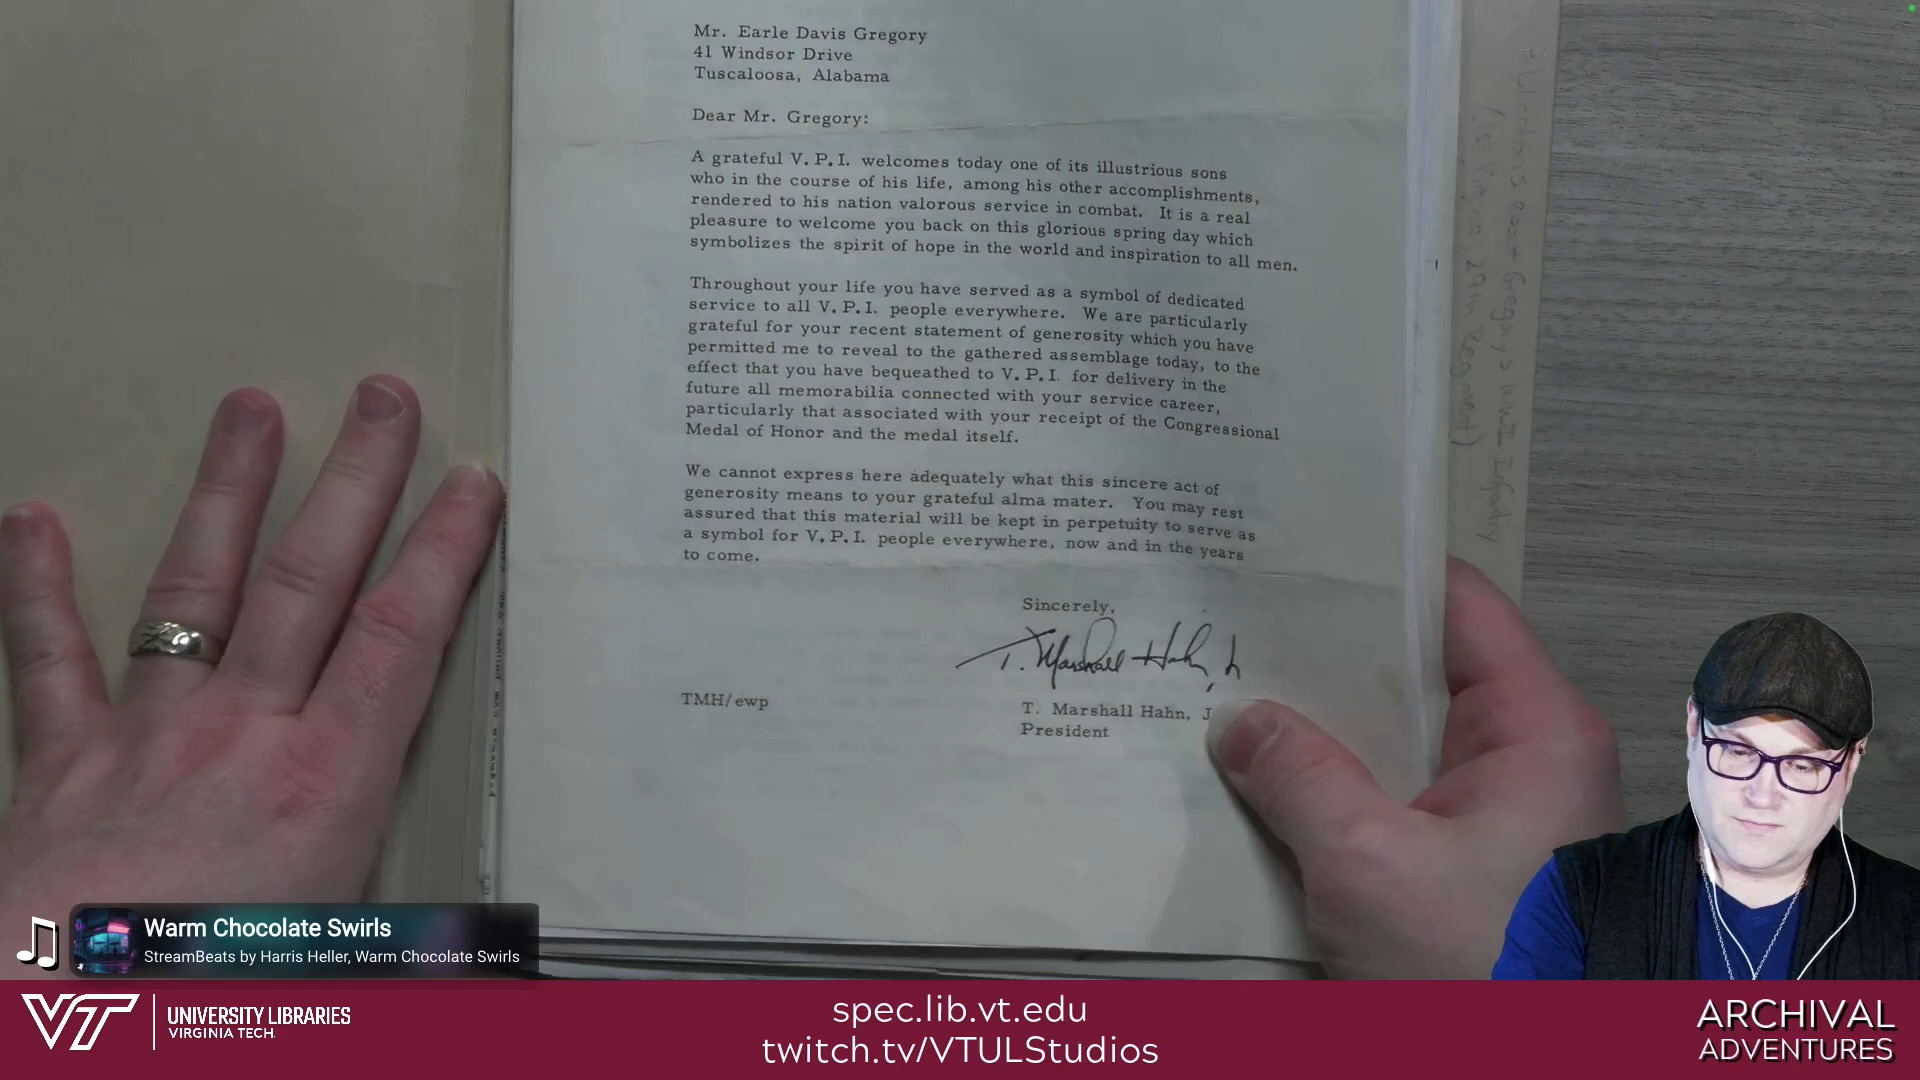 Mr. Earle Davis Gregory
41 Windsor Drive
Tuscaloosa, Alabama
Dear Mr. Gregory:
A grateful V.P.I. welcomes today one of its illustrious sons
who in the course of his life, among his other accomplishments,
rendered to his nation valorous service in combat. It is a real
pleasure to welcome you back on this glorious spring day which
symbolizes the spirit of hope in the world and inspiration to all men.
Throughout your life you have served as a symbol of dedicated
service to all V.P.I. people everywhere. We are particularly
grateful for your recent statement of generosity which you have
permitted me to reveal to the gathered assemblage today, to the
effect that you have bequeathed to V.P.I. for delivery in the
future all memorabilia connected with your service career,
particularly that associated with your receipt of the Congressional
Medal of Honor and the medal itself.
We cannot express here adequately what this sincere act of
generosity means to your grateful alma mater. You may rest
assured that this material will be kept in perpetuity to serve as
a symbol for V.P.I. people everywhere, now and in the years
to come.
Sincerely,
T. Marshall Hahn, Jr
TMH/ewp
T. Marshall Hahn, J
President
Warm Chocolate Swirls
StreamBeats by Harris Heller, Warm Chocolate Swirls
VT
UNIVERSITY LIBRARIES
VIRGINIA TECH.
spec.lib.vt.edu
twitch.tv/VTULStudios
ARCHIVAL
ADVENTURES